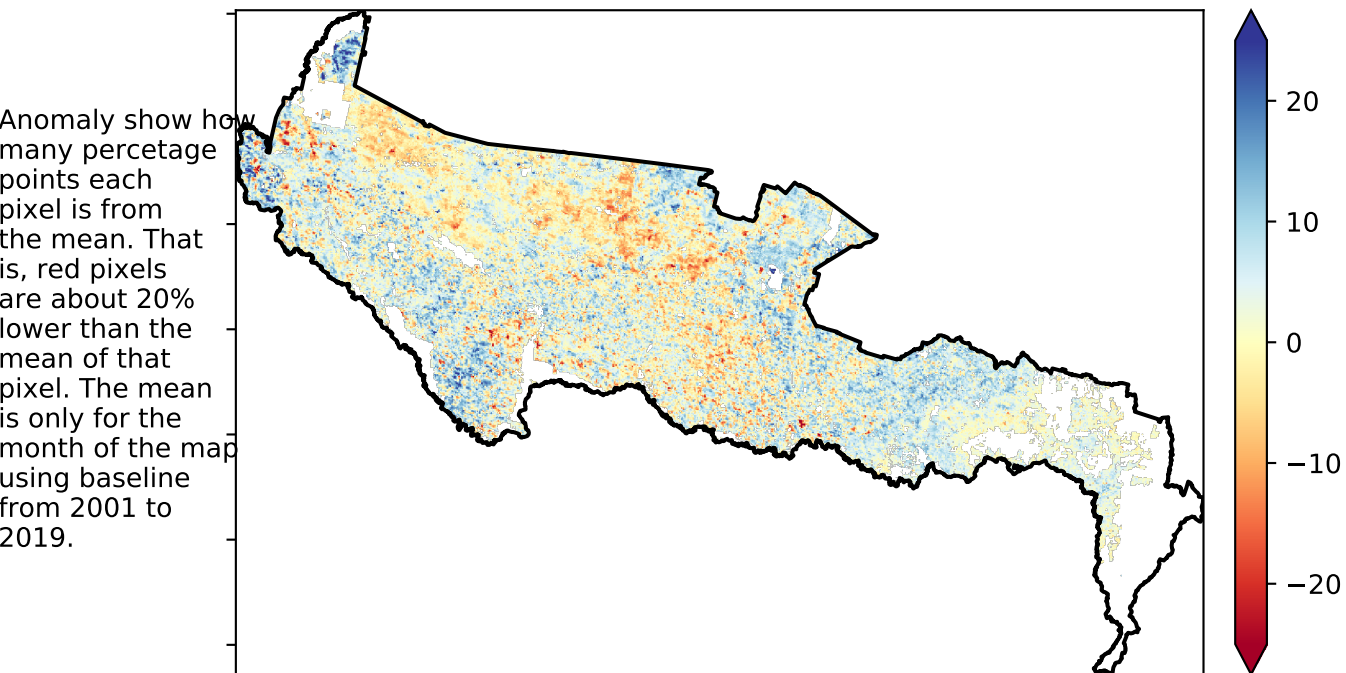 Anomaly show how
many percetage
points each
pixel is from
the mean. That
is, red pixels
are about 20%
lower than the
mean of that
pixel. The mean
is only for the
month of the map
using baseline
from 2001 to
2019.
20
10
0
−10
−20